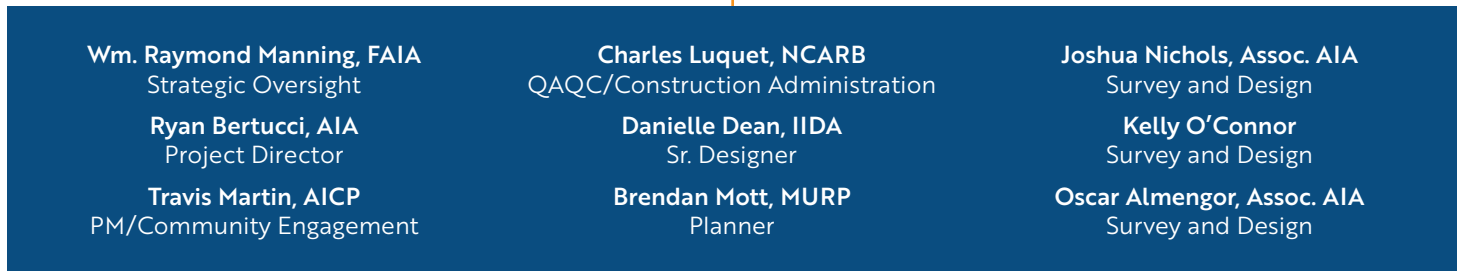 Wm. Raymond Manning, FAIA
Strategic Oversight
Ryan Bertucci, AIA
Project Director
Travis Martin, AICP
PM/Community Engagement
Charles Luquet, NCARB
QAQC/Construction Administration
Danielle Dean, IIDA
Sr. Designer
Brendan Mott, MURP
Planner
Joshua Nichols, Assoc. AIA
Survey and Design
Kelly O’Connor
Survey and Design
Oscar Almengor, Assoc. AIA
Survey and Design